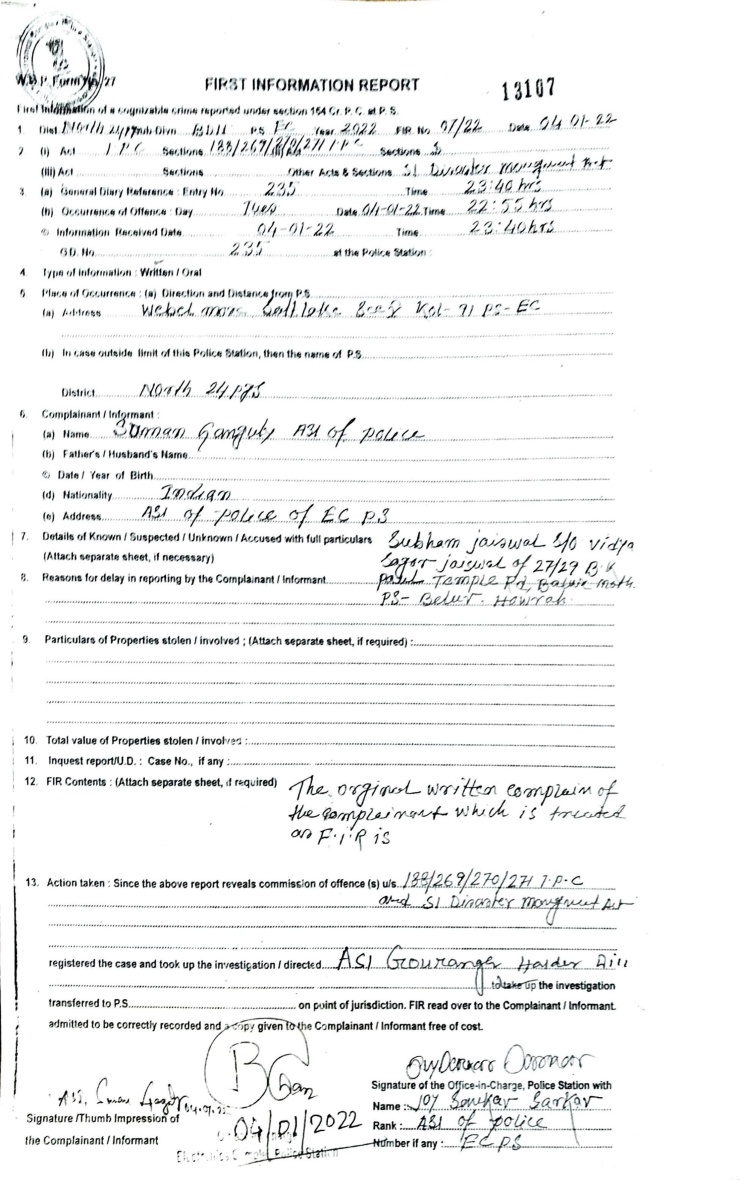 W.B.P. Form No. 27
FIRST INFORMATION REPORT 13107
First Information of a cognizable crime reported under section 154 Cr. P. C. at P. S.
1. Dist. North 24 Pgs Sub Divn. BDN P.S. EC Year 2022 FIR No. 07/22 Date 04 01-22
2. (i) Act I.P.C Sections 188/269/270/271 I.P.C Sections
(iii) Act Sections Other Acts & Sections 51 Disaster Mongment Act
3. (a) General Diary Reference : Entry No. 235 Time 23:40 hrs
(b) Occurrence of Offence : Day Tues Date 04-01-22 Time 22:55 hrs
© Information Received Date 04-01-22 Time 23:40 hrs
G.D. No. 235 at the Police Station :
4. Type of information : Written / Oral
5. Place of Occurrence : (a) Direction and Distance from P.S.
(a) Address Webel more Salt lake Sec-V Kol-91 PS-EC
(b) In case outside limit of this Police Station, then the name of P.S.
District North 24 Pgs
6. Complainant / Informant :
(a) Name Suman Ganguly ASI of police
(b) Father's / Husband's Name
© Date / Year of Birth
(d) Nationality Indian
(e) Address ASI of police of EC PS
7. Details of Known / Suspected / Unknown / Accused with full particulars Subham jaiswal S/o Vidya
(Attach separate sheet, if necessary) Sagar jaiswal of 27/29 B.K
8. Reasons for delay in reporting by the Complainant / Informant Paul Temple Rd, Math
PS- Belur. Howrah
9. Particulars of Properties stolen / involved ; (Attach separate sheet, if required) :
10. Total value of Properties stolen / involved :
11. Inquest report/U.D. : Case No., if any :
12. FIR Contents : (Attach separate sheet, if required) The orginal written complain of
the complainant which is treated
as F.I.R is
13. Action taken : Since the above report reveals commission of offence (s) u/s. 188/269/270/271 I.P.C
and 51 Disaster Mongment Act
registered the case and took up the investigation / directed ASI Gouranga Halder
to take up the investigation
transferred to P.S. on point of jurisdiction. FIR read over to the Complainant / Informant.
admitted to be correctly recorded and a copy given to the Complainant / Informant free of cost.
Signature of the Office-in-Charge, Police Station with
Signature /Thumb Impression of Name : Joy Sankar Sarkar
04/01/2022 Rank : ASI of police
the Complainant / Informant Number if any : EC PS
Electronics Complex Police Station